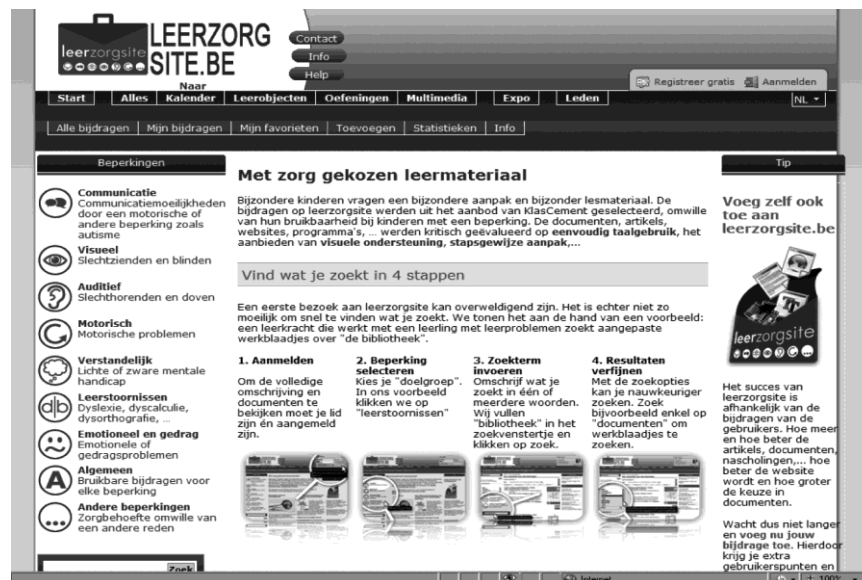 leerzorgsite
LEERZORG
SITE.BE
Contact
Info
Help
Registreer gratis Aanmelden
Naar
Start Alles Kalender Leerobjecten Oefeningen Multimedia Expo Leden NL
Alle bijdragen Mijn bijdragen Mijn favorieten Toevoegen Statistieken Info
Beperkingen
Communicatie
Communicatiemoeilijkheden
door een motorische of
andere beperking zoals
autisme
Visueel
Slechtzienden en blinden
Auditief
Slechthorenden en doven
Motorisch
Motorische problemen
Verstandelijk
Lichte of zware mentale
handicap
d|b
Leerstoornissen
Dyslexie, dyscalculie,
dysorthografie, ...
Emotioneel en gedrag
Emotionele of
gedragsproblemen
A
Algemeen
Bruikbare bijdragen voor
elke beperking
...
Andere beperkingen
Zorgbehoefte omwille van
een andere reden
Zoek
Met zorg gekozen leermateriaal
Bijzondere kinderen vragen een bijzondere aanpak en bijzonder lesmateriaal. De
bijdragen op leerzorgsite werden uit het aanbod van KlasCement geselecteerd, omwille
van hun bruikbaarheid bij kinderen met een beperking. De documenten, artikels,
websites, programma's, ... werden kritisch geëvalueerd op eenvoudig taalgebruik, het
aanbieden van visuele ondersteuning, stapsgewijze aanpak,...
Vind wat je zoekt in 4 stappen
Een eerste bezoek aan leerzorgsite kan overweldigend zijn. Het is echter niet zo
moeilijk om snel te vinden wat je zoekt. We tonen het aan de hand van een voorbeeld:
een leerkracht die werkt met een leerling met leerproblemen zoekt aangepaste
werkblaadjes over "de bibliotheek".
1. Aanmelden
Om de volledige
omschrijving en
documenten te
bekijken moet je lid
zijn én aangemeld
zijn.
2. Beperking
selecteren
Kies je "doelgroep".
In ons voorbeeld
klikken we op
"leerstoornissen"
3. Zoekterm
invoeren
Omschrijf wat je
zoekt in één of
meerdere woorden.
Wij vullen
"bibliotheek" in het
zoekvenstertje en
klikken op zoek.
4. Resultaten
verfijnen
Met de zoekopties
kan je nauwkeuriger
zoeken. Zoek
bijvoorbeeld enkel op
"documenten" om
werkblaadjes te
zoeken.
Tip
Voeg zelf ook
toe aan
leerzorgsite.be
leerzorgsite
Het succes van
leerzorgsite is
afhankelijk van de
bijdragen van de
gebruikers. Hoe meer
en hoe beter de
artikels, documenten,
nascholingen,... hoe
beter de website
wordt en hoe groter
de keuze in
documenten.
Wacht dus niet langer
en voeg nu jouw
bijdrage toe. Hierdoor
krijg je extra
gebruikerspunten en
Internet 100%